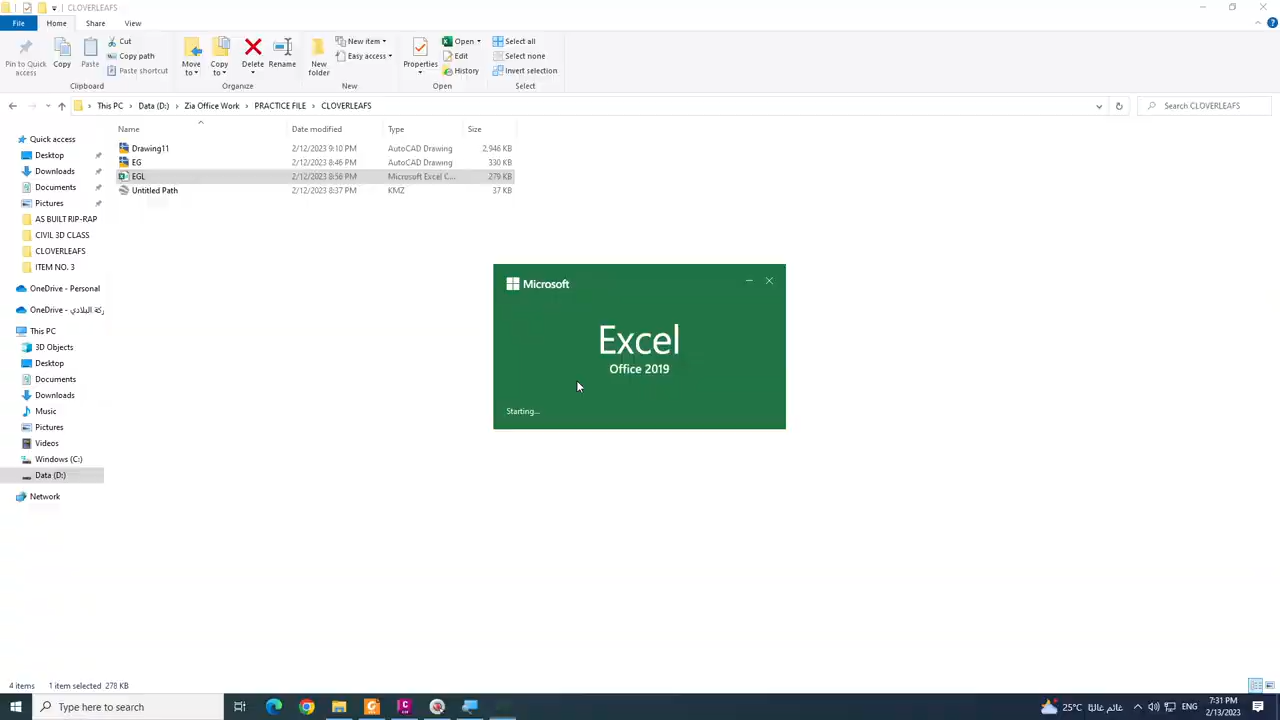 CLOVERLEAFS
File Home Share View
Pin to Quick access
Copy
Paste
Cut
Copy path
Paste shortcut
Clipboard
Move to
Copy to
Delete
Rename
Organize
New folder
New item
Easy access
New
Properties
Open
Edit
History
Open
Select all
Select none
Invert selection
Select
This PC Data (D:) Zia Office Work PRACTICE FILE CLOVERLEAFS
Search CLOVERLEAFS
Name Date modified Type Size
Drawing11 2/12/2023 9:10 PM AutoCAD Drawing 2,946 KB
EG 2/12/2023 8:46 PM AutoCAD Drawing 330 KB
EGL 2/12/2023 8:56 PM Microsoft Excel C... 279 KB
Untitled Path 2/12/2023 8:37 PM KMZ 37 KB
Quick access
Desktop
Downloads
Documents
Pictures
AS BUILT RIP-RAP
CIVIL 3D CLASS
CLOVERLEAFS
ITEM NO. 3
OneDrive - Personal
OneDrive - ركة البلادي
This PC
3D Objects
Desktop
Documents
Downloads
Music
Pictures
Videos
Windows (C:)
Data (D:)
Network
Microsoft
Excel
Office 2019
Starting...
4 items 1 item selected 278 KB
Type here to search
25°C
ENG
7:31 PM
2/13/2023